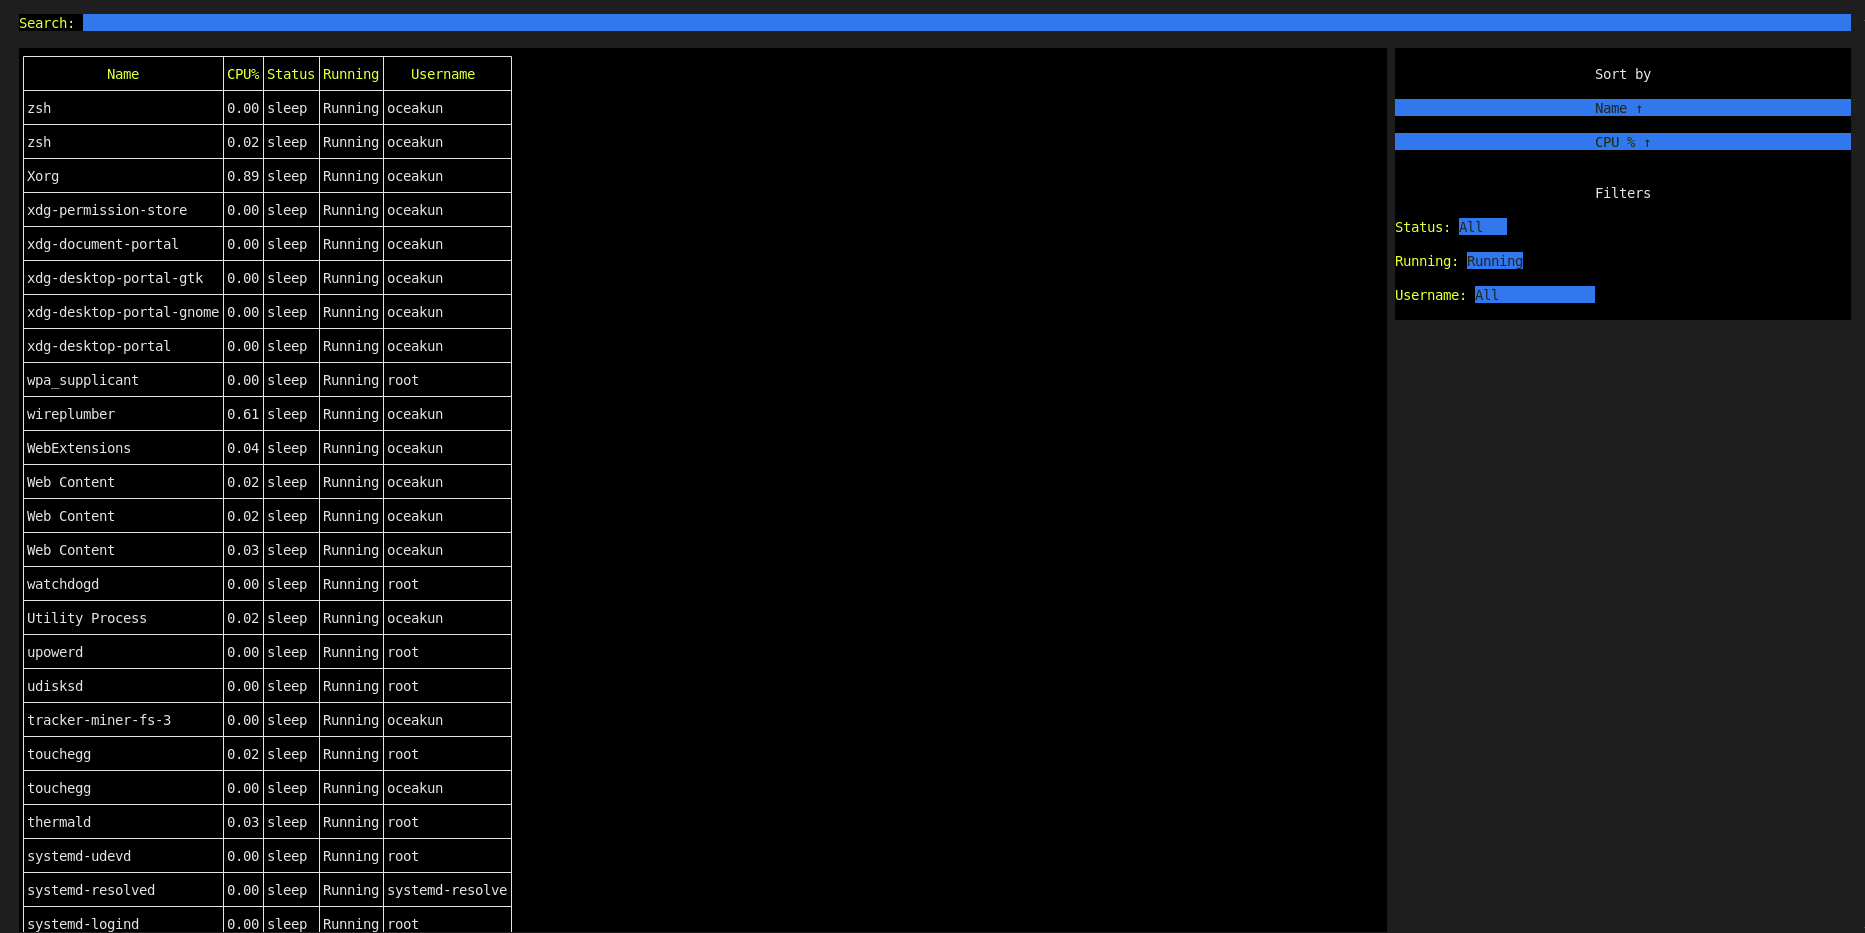 Search:
Name CPU% Status Running Username
zsh 0.00 sleep Running oceakun
zsh 0.02 sleep Running oceakun
Xorg 0.89 sleep Running oceakun
xdg-permission-store 0.00 sleep Running oceakun
xdg-document-portal 0.00 sleep Running oceakun
xdg-desktop-portal-gtk 0.00 sleep Running oceakun
xdg-desktop-portal-gnome 0.00 sleep Running oceakun
xdg-desktop-portal 0.00 sleep Running oceakun
wpa_supplicant 0.00 sleep Running root
wireplumber 0.61 sleep Running oceakun
WebExtensions 0.04 sleep Running oceakun
Web Content 0.02 sleep Running oceakun
Web Content 0.02 sleep Running oceakun
Web Content 0.03 sleep Running oceakun
watchdogd 0.00 sleep Running root
Utility Process 0.02 sleep Running oceakun
upowerd 0.00 sleep Running root
udisksd 0.00 sleep Running root
tracker-miner-fs-3 0.00 sleep Running oceakun
touchegg 0.02 sleep Running root
touchegg 0.00 sleep Running oceakun
thermald 0.03 sleep Running root
systemd-udevd 0.00 sleep Running root
systemd-resolved 0.00 sleep Running systemd-resolve
systemd-logind 0.00 sleep Running root
Sort by
Name ↑
CPU % ↑
Filters
Status: All
Running: Running
Username: All